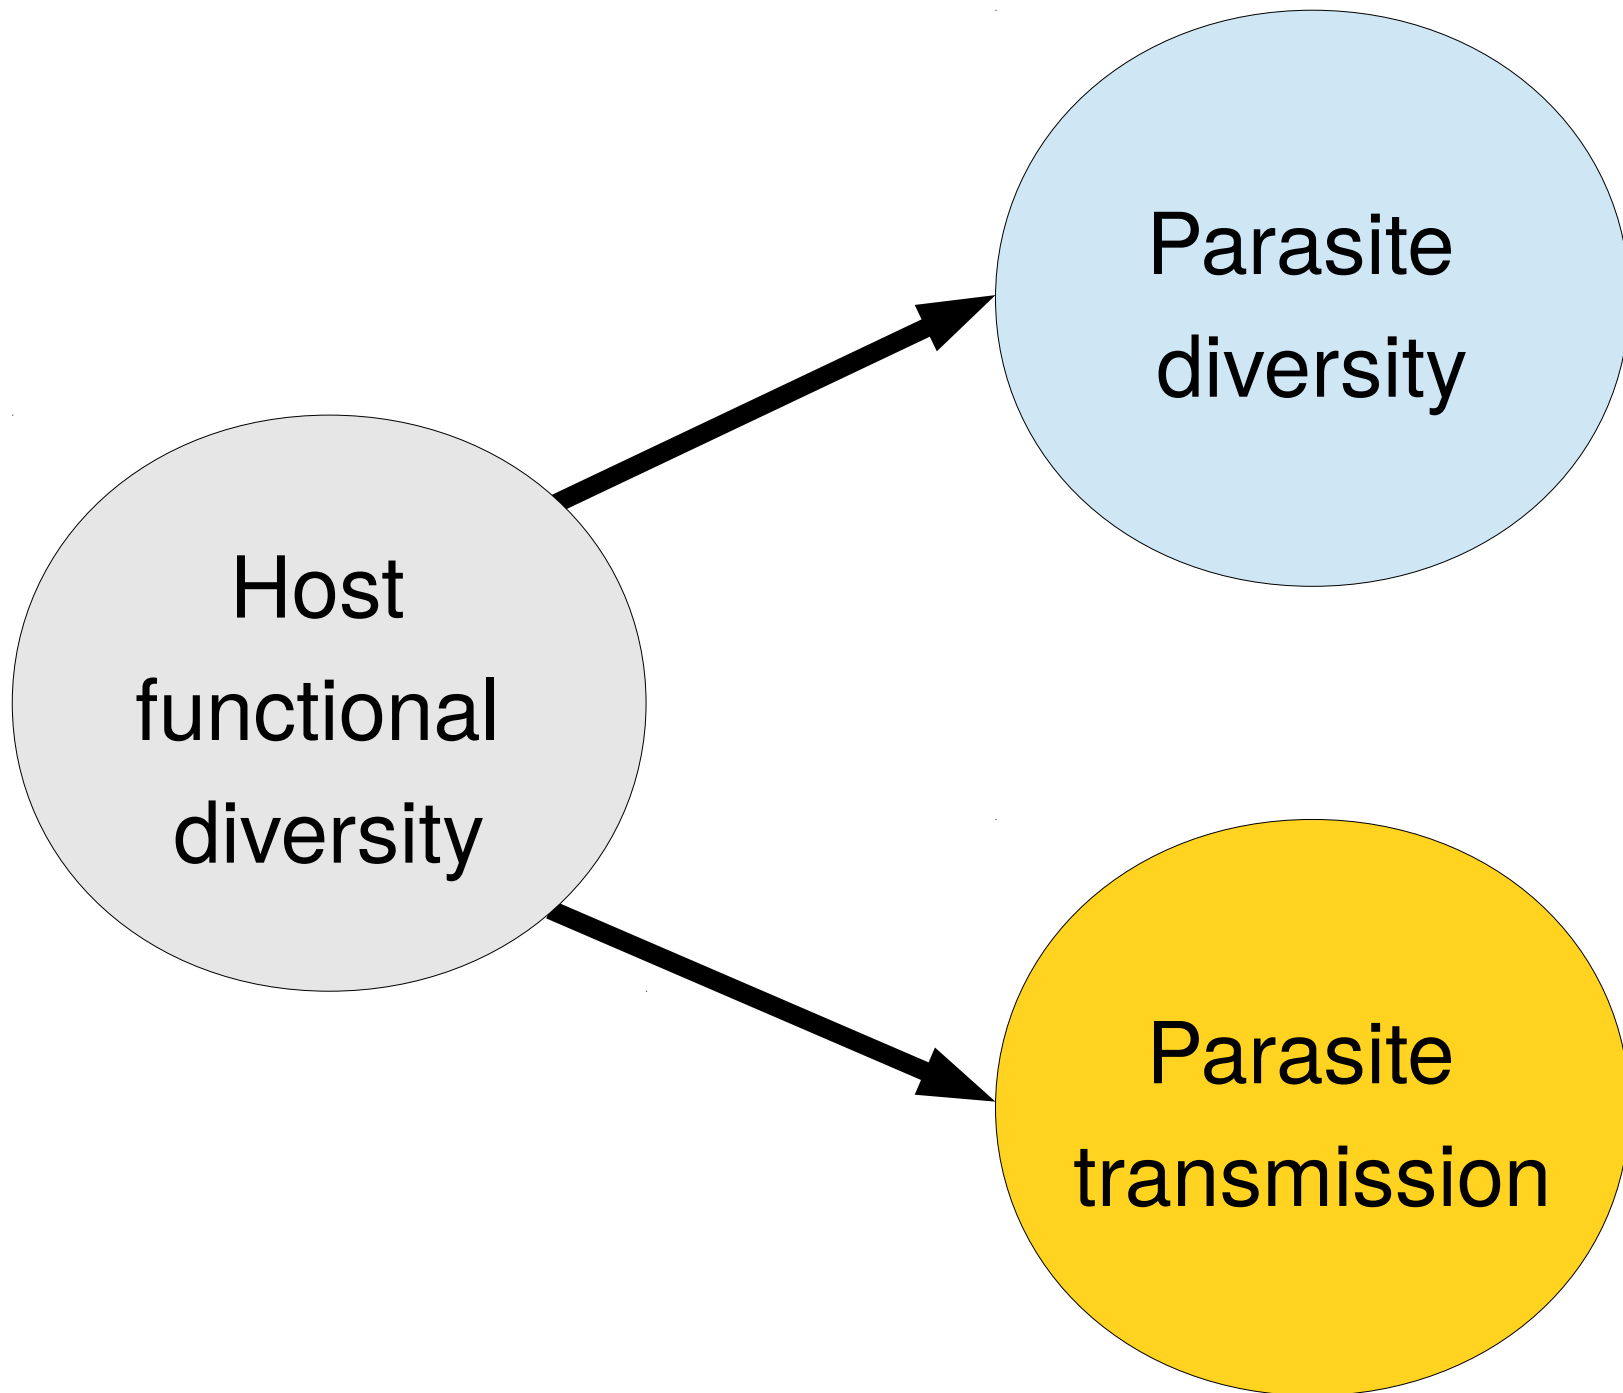 Parasite
diversity
Host
functional
diversity
Parasite
transmission